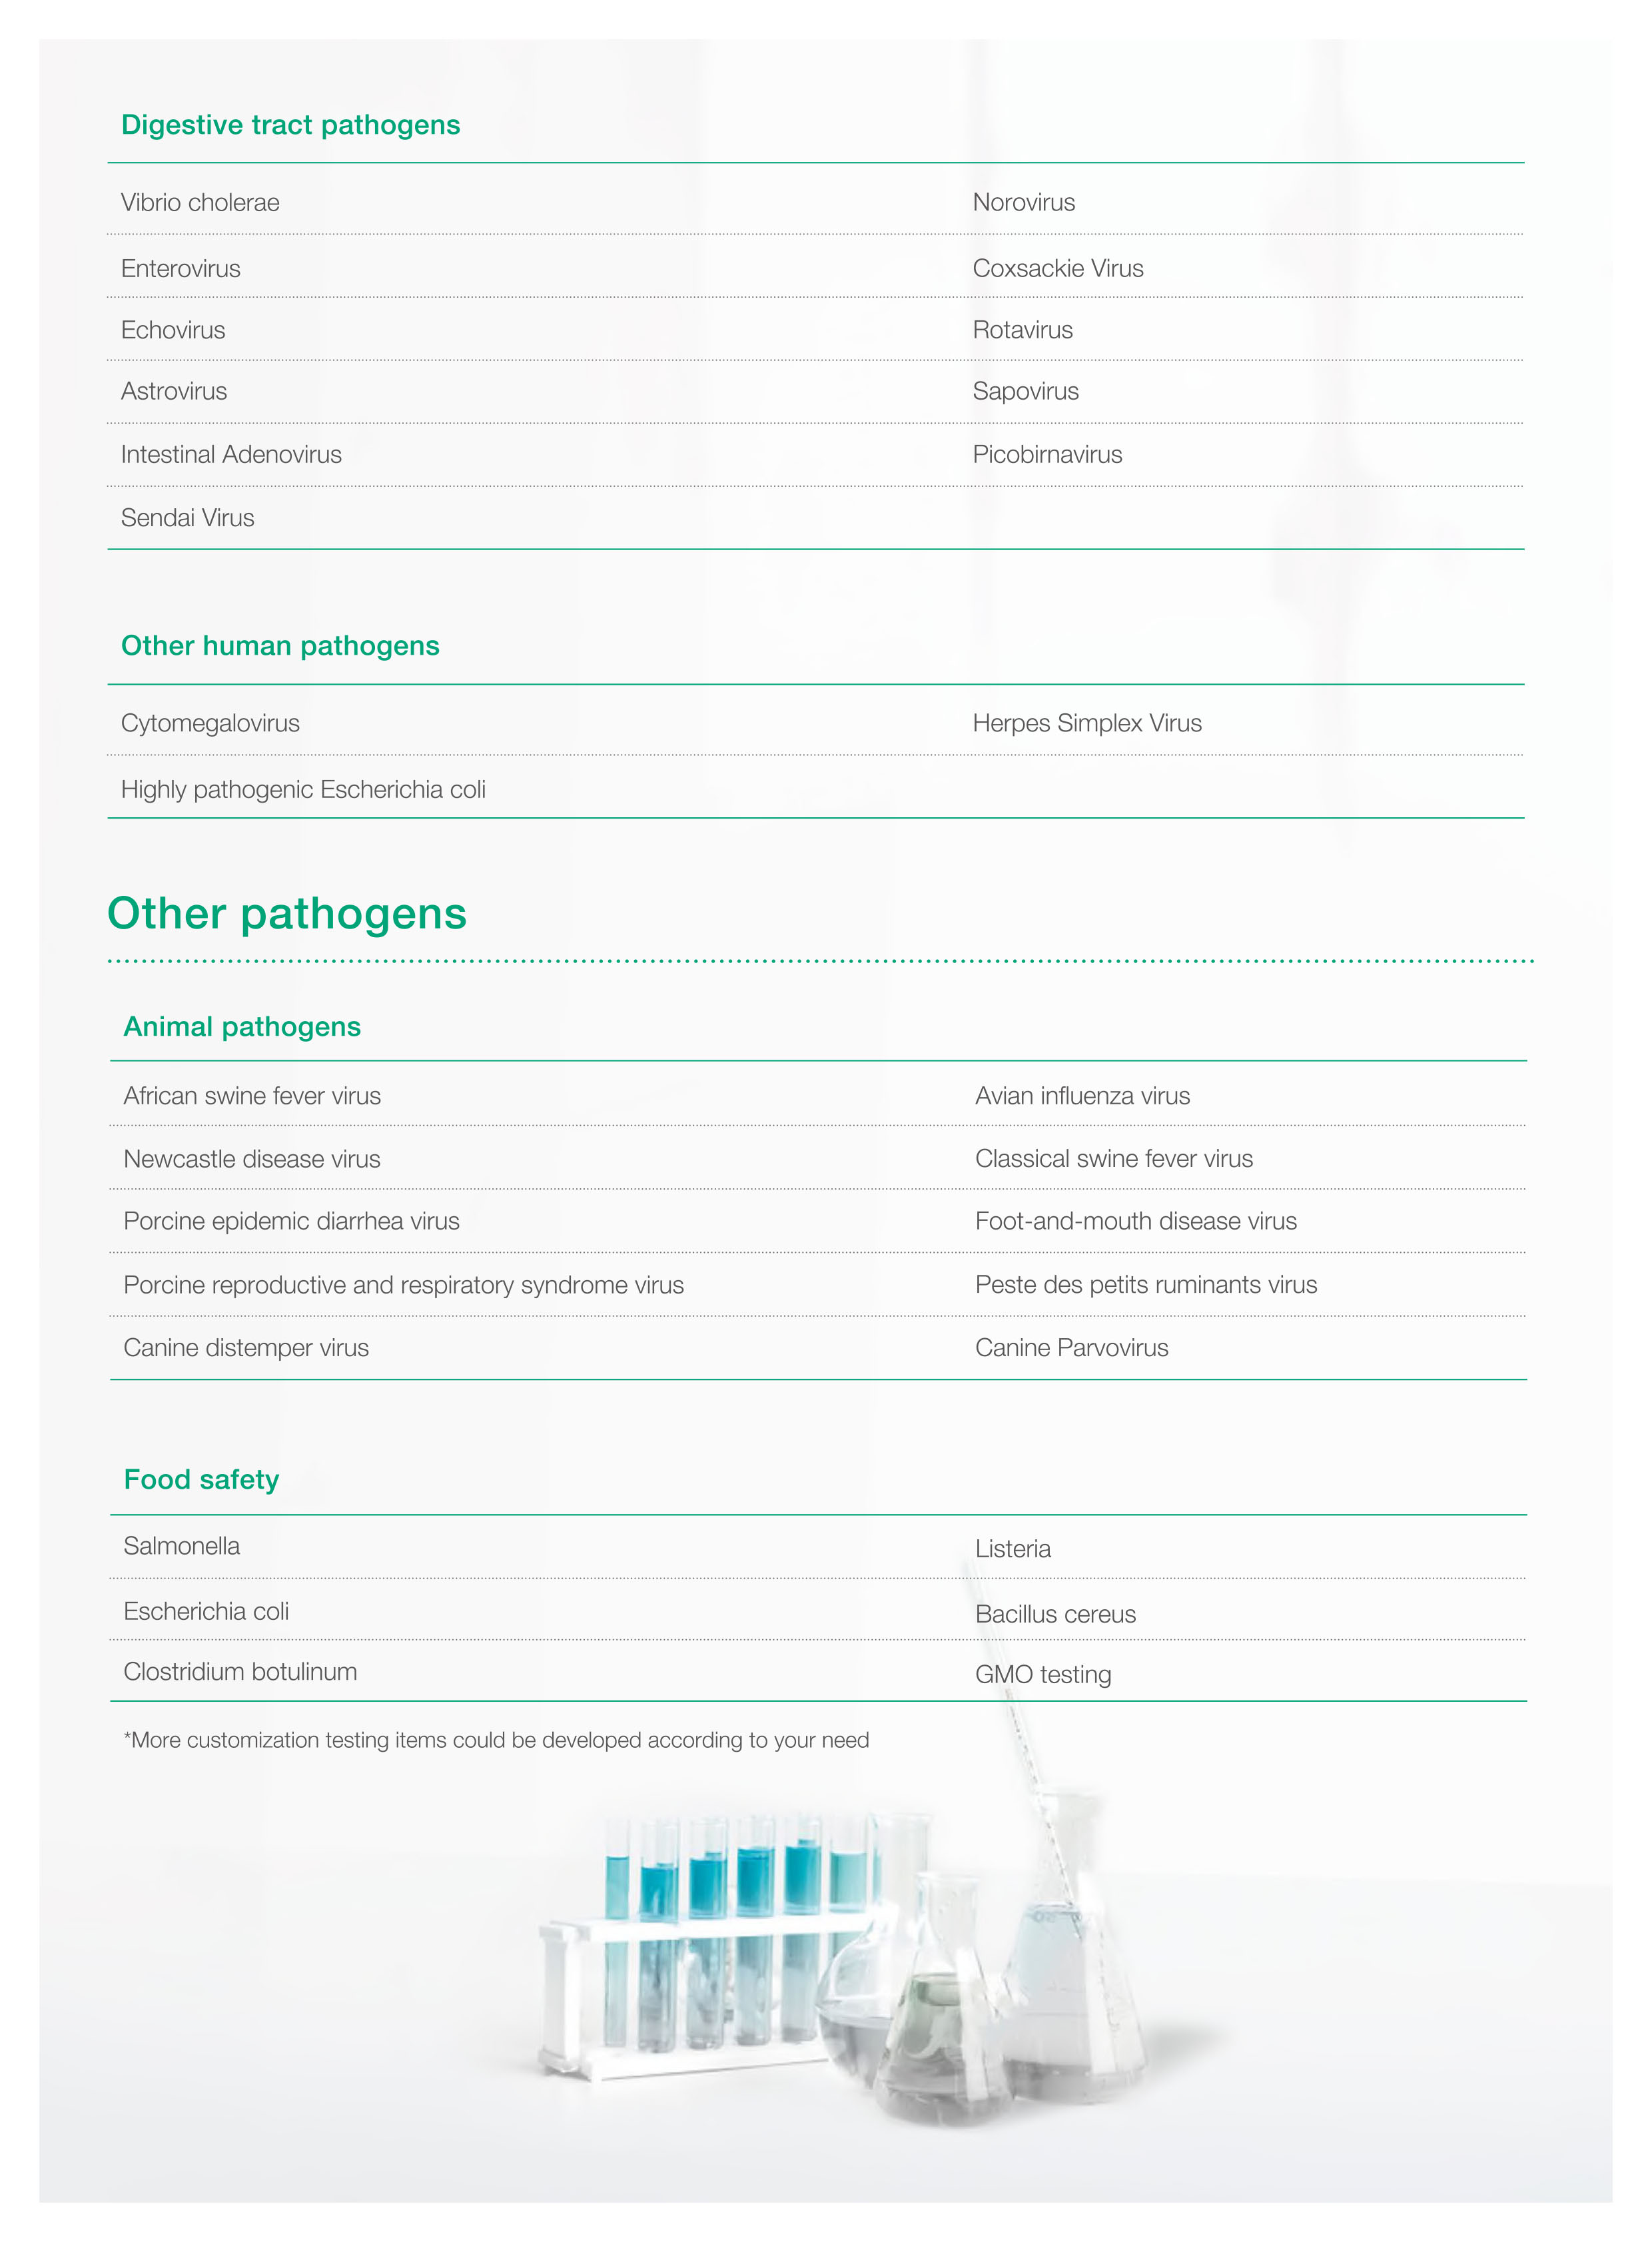 Digestive tract pathogens
Vibrio cholerae Norovirus
Enterovirus Coxsackie Virus
Echovirus Rotavirus
Astrovirus Sapovirus
Intestinal Adenovirus Picobirnavirus
Sendai Virus
Other human pathogens
Cytomegalovirus Herpes Simplex Virus
Highly pathogenic Escherichia coli
Other pathogens
Animal pathogens
African swine fever virus Avian influenza virus
Newcastle disease virus Classical swine fever virus
Porcine epidemic diarrhea virus Foot-and-mouth disease virus
Porcine reproductive and respiratory syndrome virus Peste des petits ruminants virus
Canine distemper virus Canine Parvovirus
Food safety
Salmonella Listeria
Escherichia coli Bacillus cereus
Clostridium botulinum GMO testing
*More customization testing items could be developed according to your need